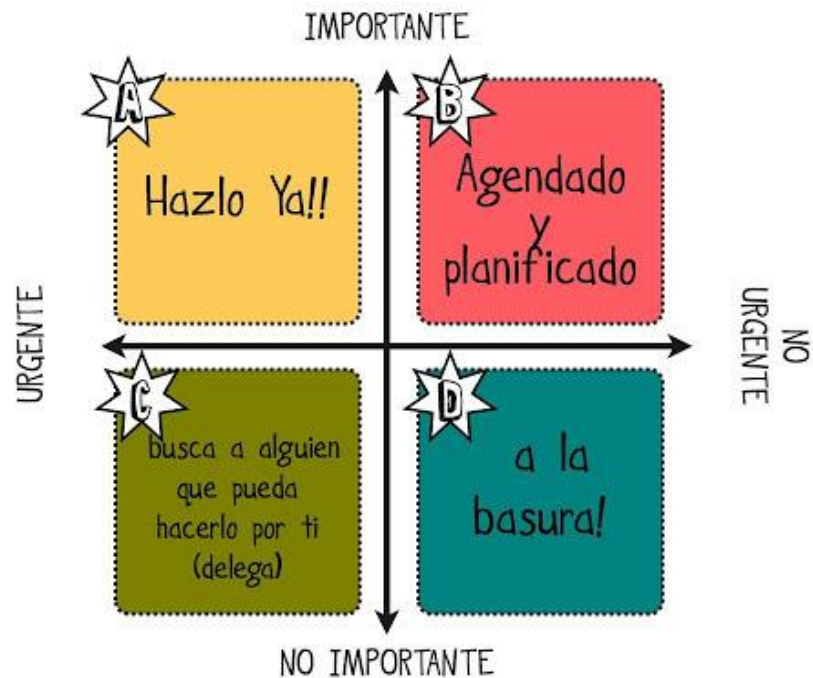 IMPORTANTE
A
Hazlo Ya!!
B
Agendado
y
planificado
URGENTE
NO
URGENTE
C
busca a alguien
que pueda
hacerlo por ti
(delega)
D
a la
basura!
NO IMPORTANTE